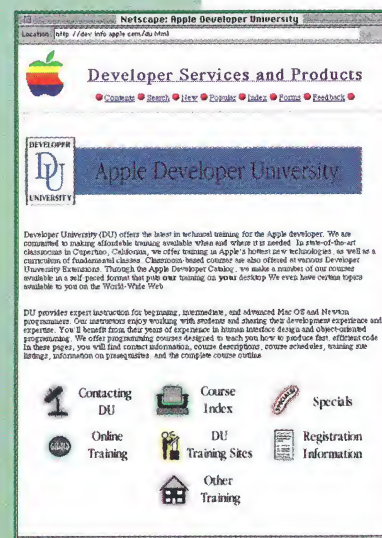 Netscape: Apple Developer University
Location: http://dev.info.apple.com/du.html
Developer Services and Products
Contents Search New Popular Index Forms Feedback
DEVELOPER
DU
UNIVERSITY
Apple Developer University
Developer University (DU) offers the latest in technical training for the Apple developer. We are
committed to making affordable training available when and where it is needed. In state-of-the-art
classrooms in Cupertino, California, we offer training in Apple's hottest new technologies, as well as a
curriculum of fundamental classes. Classroom-based courses are also offered at various Developer
University Extensions. Through the Apple Developer Catalog, we make a number of our courses
available in a self-paced format that puts our training on your desktop. We even have certain topics
available to you on the World-Wide Web.
DU provides expert instruction for beginning, intermediate, and advanced Mac OS and Newton
programmers. Our instructors enjoy working with students and sharing their development experience and
expertise. You'll benefit from their years of experience in human interface design and object-oriented
programming. We offer programming courses designed to teach you how to produce fast, efficient code.
In these pages, you will find contact information, course descriptions, course schedules, training site
listings, information on prerequisites, and the complete course outline.
Contacting
DU
Course
Index
Specials
Online
Training
DU
Training Sites
Registration
Information
Other
Training